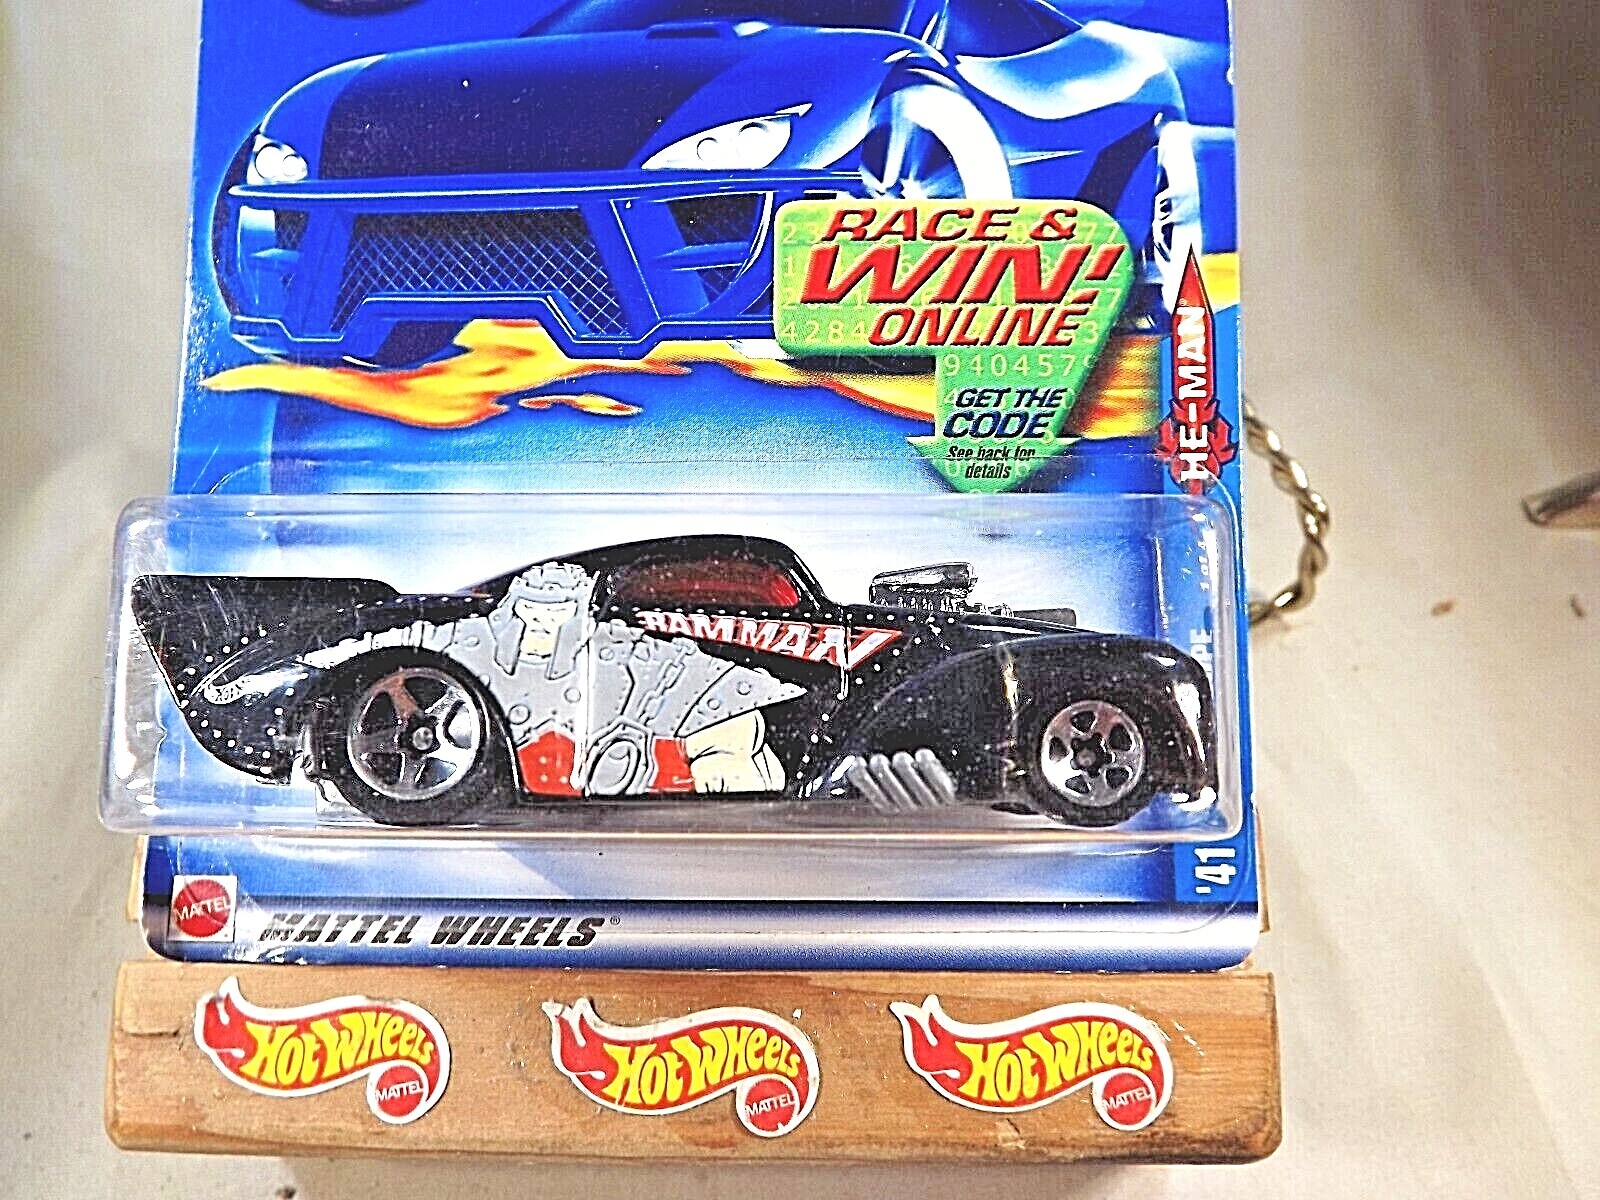 RACE &
WIN!
ONLINE
GET THE
CODE
See back for
details
HE-MAN
RAMMAN
'41
MATTEL
MATTEL WHEELS®
HOT WHEELS
MATTEL
HOT WHEELS
MATTEL
HOT WHEELS
MATTEL